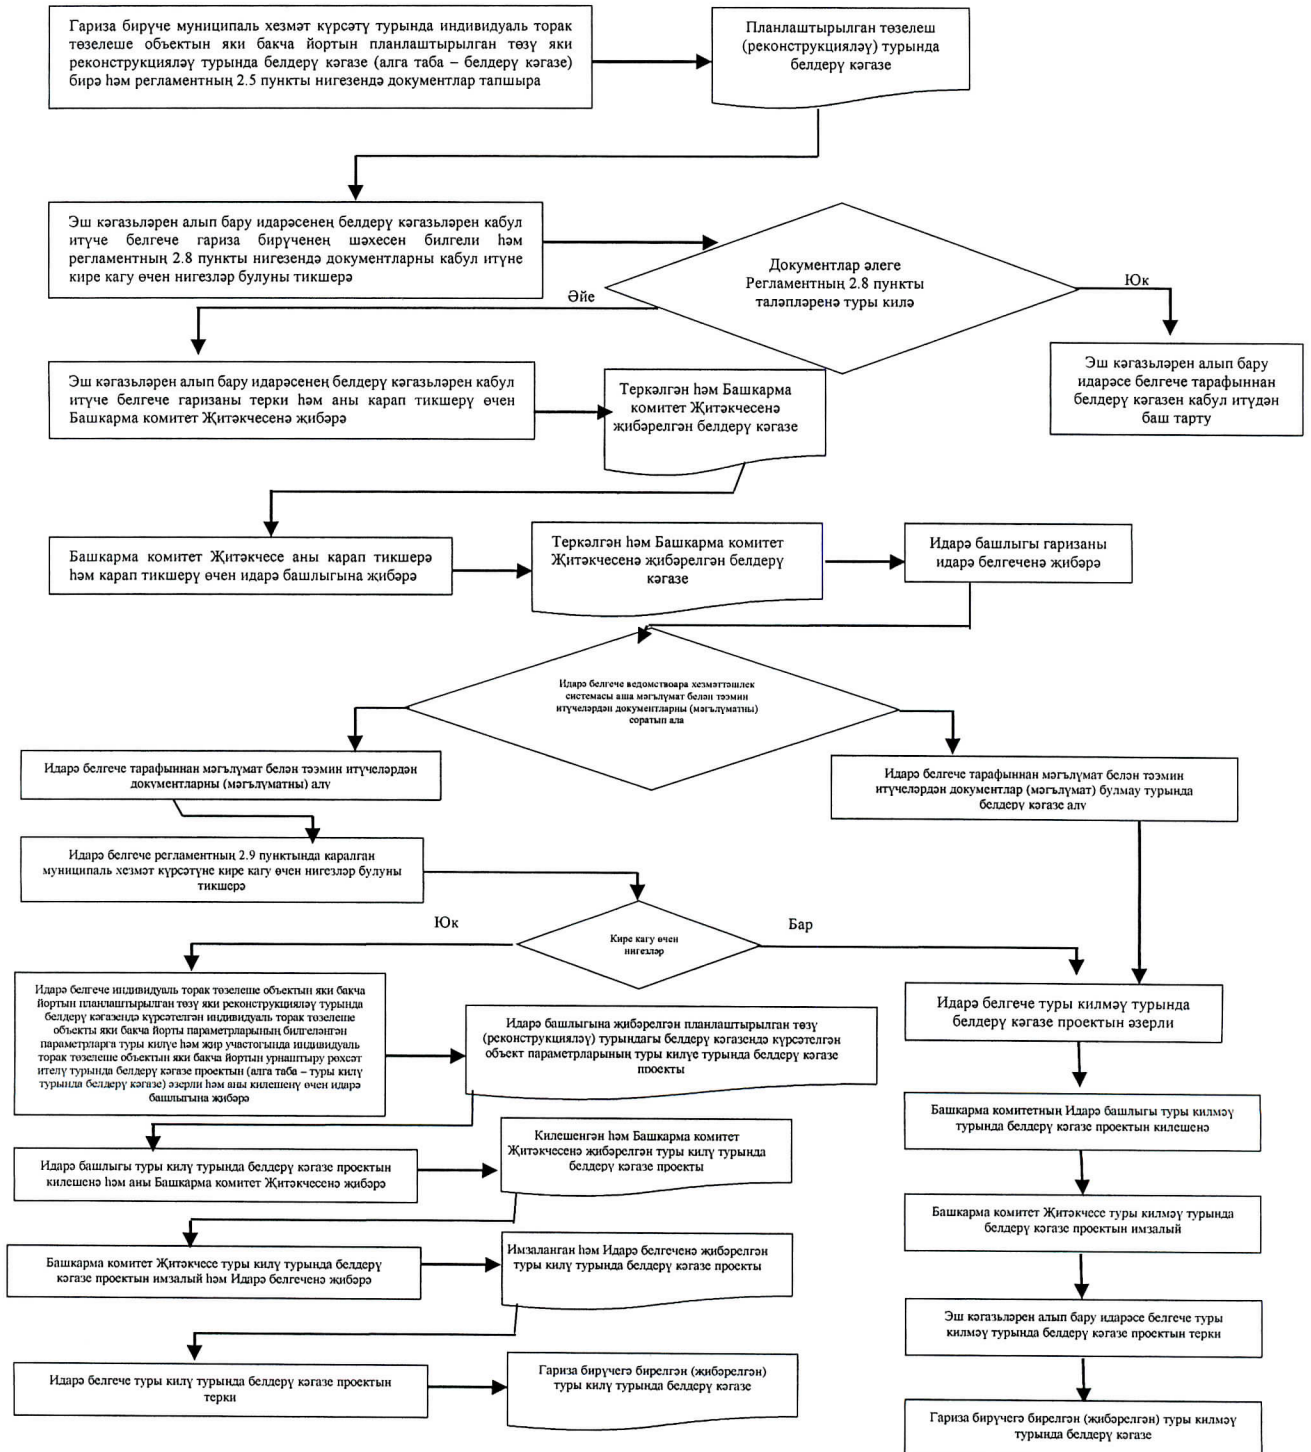 Гариза бирүче муниципаль хезмәт күрсәтү турында индивидуаль торак
төзелеше объектын яки бакча йортын планлаштырылган төзү яки
реконструкцияләү турында белдерү кәгазе (алга таба – белдерү кәгазе)
бирә һәм регламентның 2.5 пункты нигезендә документлар тапшыра
Планлаштырылган төзелеш
(реконструкцияләү) турында
белдерү кәгазе
Эш кәгазьләрен алып бару идарәсенең белдерү кәгазьләрен кабул
итүче белгече гариза бирүченең шәхесен билгели һәм
регламентның 2.8 пункты нигезендә документларны кабул итүне
кире кагу өчен нигезләр булуны тикшерә
Документлар әлеге
Регламентның 2.8 пункты
таләпләренә туры килә
Әйе
Юк
Эш кәгазьләрен алып бару идарәсенең белдерү кәгазьләрен кабул
итүче белгече гаризаны терки һәм аны карап тикшерү өчен
Башкарма комитет Җитәкчесенә җибәрә
Теркәлгән һәм Башкарма
комитет Җитәкчесенә
җибәрелгән белдерү кәгазе
Эш кәгазьләрен алып бару
идарәсе белгече тарафыннан
белдерү кәгазен кабул итүдән
баш тарту
Башкарма комитет Җитәкчесе аны карап тикшерә
һәм карап тикшерү өчен идарә башлыгына җибәрә
Теркәлгән һәм Башкарма комитет
Җитәкчесенә җибәрелгән белдерү
кәгазе
Идарә башлыгы гаризаны
идарә белгеченә җибәрә
Идарә белгече ведомствоара хезмәттәшлек
системасы аша мәгълүмат белән тәэмин
итүчеләрдән документларны (мәгълүматны)
соратып ала
Идарә белгече тарафыннан мәгълүмат белән тәэмин итүчеләрдән
документларны (мәгълүматны) алу
Идарә белгече тарафыннан мәгълүмат белән тәэмин
итүчеләрдән документлар (мәгълүмат) булмау турында
белдерү кәгазе алу
Идарә белгече регламентның 2.9 пунктында каралган
муниципаль хезмәт күрсәтүне кире кагу өчен нигезләр булуны
тикшерә
Юк
Кире кагу өчен
нигезләр
Бар
Идарә белгече индивидуаль торак төзелеше объектын яки бакча
йортын планлаштырылган төзү яки реконструкцияләү турында
белдерү кәгазендә күрсәтелгән индивидуаль торак төзелеше
объекты яки бакча йорты параметрларының билгеләнгән
параметрларга туры килүе һәм җир участогында индивидуаль
торак төзелеше объектын яки бакча йортын урнаштыру рөхсәт
ителү турында белдерү кәгазе проектын (алга таба – туры килү
турында белдерү кәгазе) әзерли һәм аны килешенү өчен идарә
башлыгына җибәрә
Идарә башлыгына җибәрелгән планлаштырылган төзү
(реконструкцияләү) турындагы белдерү кәгазендә күрсәтелгән
объект параметрларының туры килүе турында белдерү кәгазе
проекты
Идарә белгече туры килмәү турында
белдерү кәгазе проектын әзерли
Башкарма комитетның Идарә башлыгы туры килмәү
турында белдерү кәгазе проектын килешенә
Идарә башлыгы туры килү турында белдерү кәгазе проектын
килешенә һәм аны Башкарма комитет Җитәкчесенә җибәрә
Килешенгән һәм Башкарма комитет
Җитәкчесенә җибәрелгән туры килү турында
белдерү кәгазе проекты
Башкарма комитет Җитәкчесе туры килмәү турында
белдерү кәгазе проектын имзалый
Башкарма комитет Җитәкчесе туры килү турында белдерү
кәгазе проектын имзалый һәм Идарә белгеченә җибәрә
Имзаланган һәм Идарә белгеченә җибәрелгән
туры килү турында белдерү кәгазе проекты
Эш кәгазьләрен алып бару идарәсе белгече туры
килмәү турында белдерү кәгазе проектын терки
Идарә белгече туры килү турында белдерү кәгазе проектын
терки
Гариза бирүчегә бирелгән (җибәрелгән)
туры килү турында белдерү кәгазе
Гариза бирүчегә бирелгән (җибәрелгән) туры килмәү
турында белдерү кәгазе